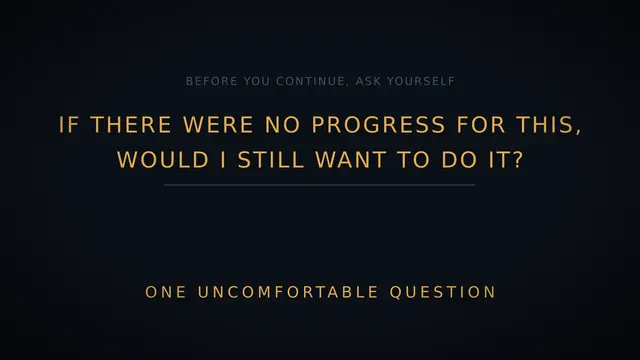 BEFORE YOU CONTINUE, ASK YOURSELF
IF THERE WERE NO PROGRESS FOR THIS,
WOULD I STILL WANT TO DO IT?
ONE UNCOMFORTABLE QUESTION